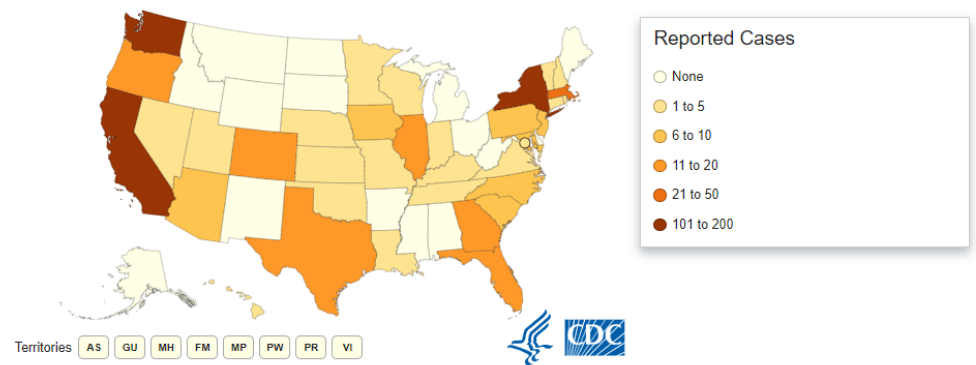 Reported Cases
None
1 to 5
6 to 10
11 to 20
21 to 50
101 to 200
Territories AS GU MH FM MP PW PR VI
CDC